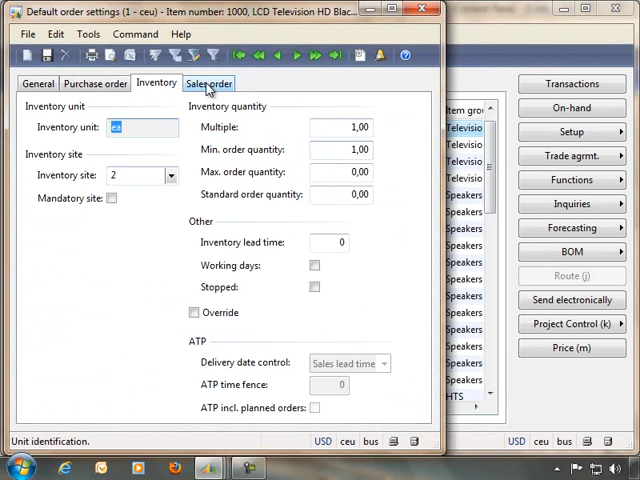 Default order settings (1 - ceu) - Item number: 1000, LCD Television HD Blac...
File Edit Tools Command Help
General Purchase order Inventory Sales order
Inventory unit
Inventory unit: ea
Inventory site
Inventory site: 2
Mandatory site:
Inventory quantity
Multiple: 1,00
Min. order quantity: 1,00
Max. order quantity: 0,00
Standard order quantity: 0,00
Other
Inventory lead time: 0
Working days:
Stopped:
Override
ATP
Delivery date control: Sales lead time
ATP time fence: 0
ATP incl. planned orders:
Unit identification. USD ceu bus
Item grou
Televisio
Televisio
Televisio
Televisio
Speakers
Speakers
Speakers
Speakers
Speakers
Speakers
Speakers
Speakers
Speakers
Speakers
Speakers
Speakers
HTS
Transactions
On-hand
Setup
Trade agrmt.
Functions
Inquiries
Forecasting
BOM
Route (j)
Send electronically
Project Control (k)
Price (m)
USD ceu bus